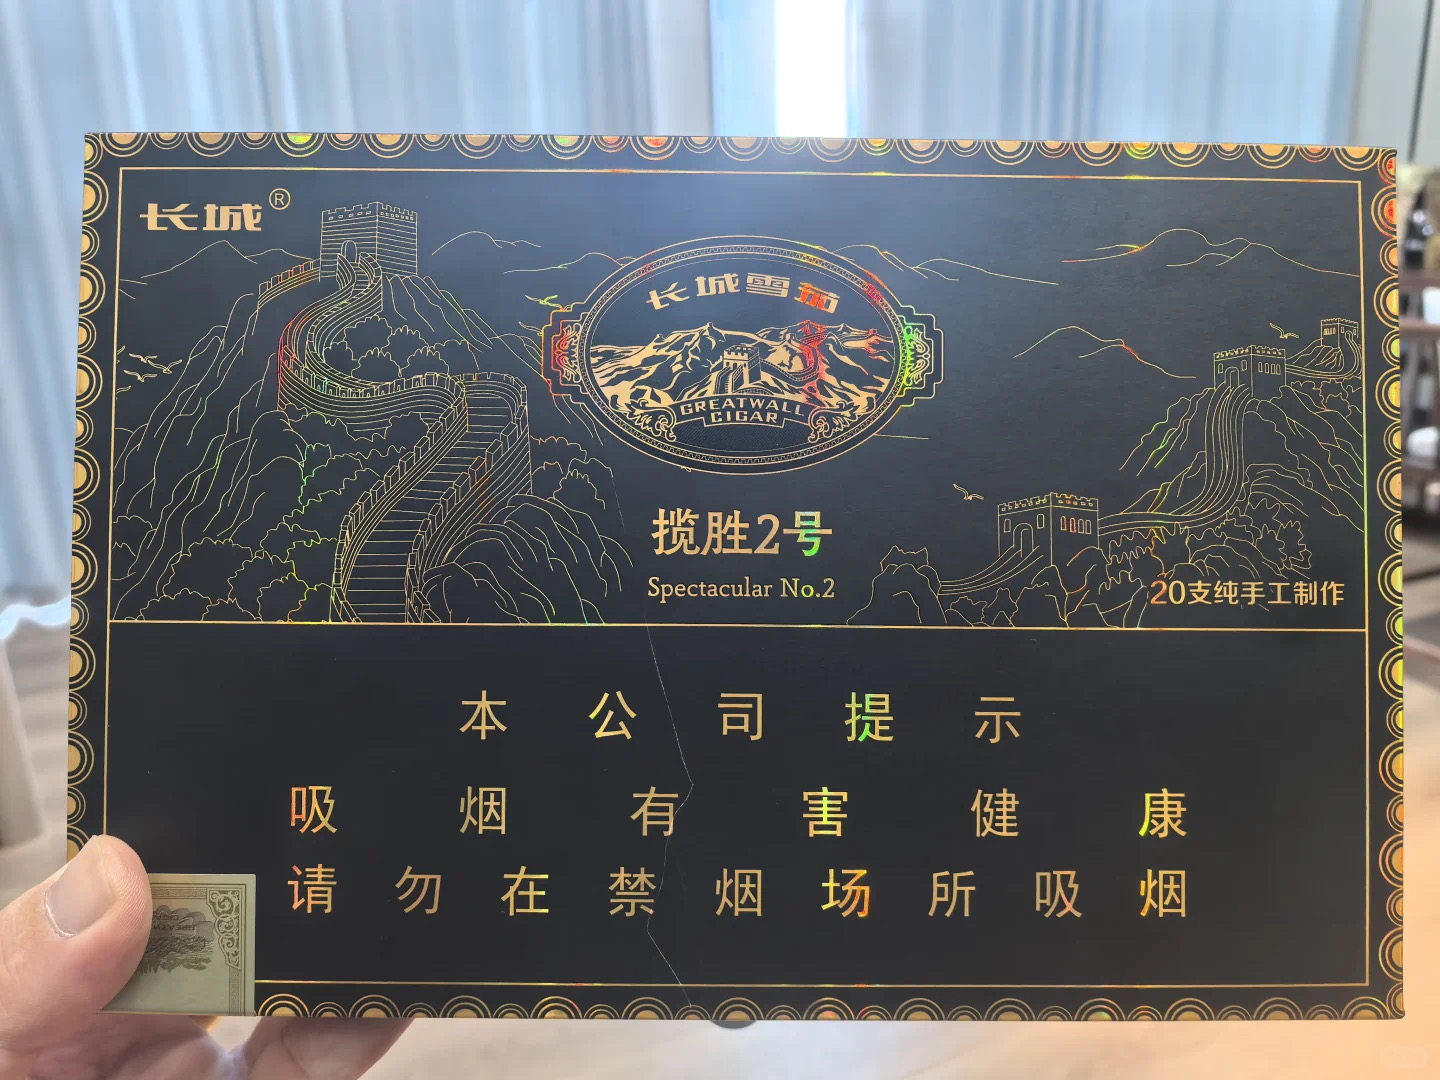 长城®
长城雪茄
GREATWALL
CIGAR
揽胜2号
Spectacular No.2
20支纯手工制作
本公司提示
吸烟有害健康
请勿在禁烟场所吸烟